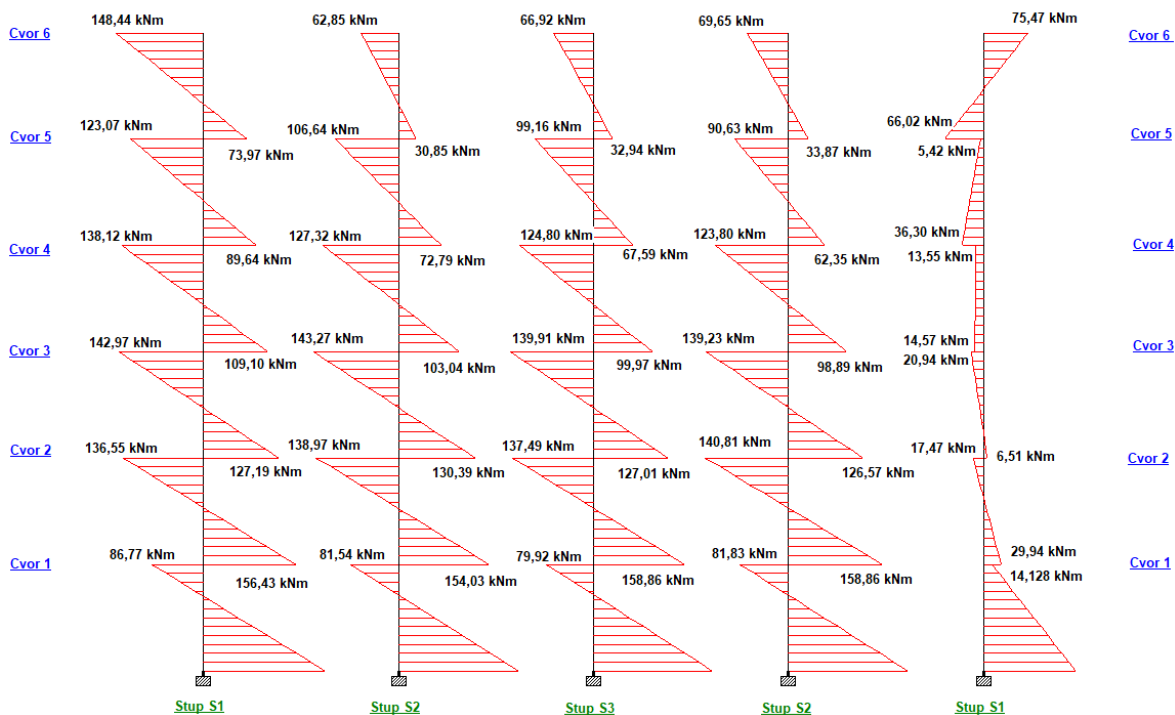 148,44 kNm
62,85 kNm
66,92 kNm
69,65 kNm
75,47 kNm
Cvor 6
Cvor 6
123,07 kNm
106,64 kNm
99,16 kNm
90,63 kNm
66,02 kNm
Cvor 5
Cvor 5
73,97 kNm
30,85 kNm
32,94 kNm
33,87 kNm
5,42 kNm
138,12 kNm
127,32 kNm
124,80 kNm
123,80 kNm
36,30 kNm
Cvor 4
Cvor 4
89,64 kNm
72,79 kNm
67,59 kNm
62,35 kNm
13,55 kNm
142,97 kNm
143,27 kNm
139,91 kNm
139,23 kNm
14,57 kNm
Cvor 3
Cvor 3
109,10 kNm
103,04 kNm
99,97 kNm
98,89 kNm
20,94 kNm
136,55 kNm
138,97 kNm
137,49 kNm
140,81 kNm
17,47 kNm
Cvor 2
6,51 kNm
Cvor 2
127,19 kNm
130,39 kNm
127,01 kNm
126,57 kNm
86,77 kNm
81,54 kNm
79,92 kNm
81,83 kNm
29,94 kNm
Cvor 1
Cvor 1
156,43 kNm
154,03 kNm
158,86 kNm
158,86 kNm
14,128 kNm
Stup S1
Stup S2
Stup S3
Stup S2
Stup S1